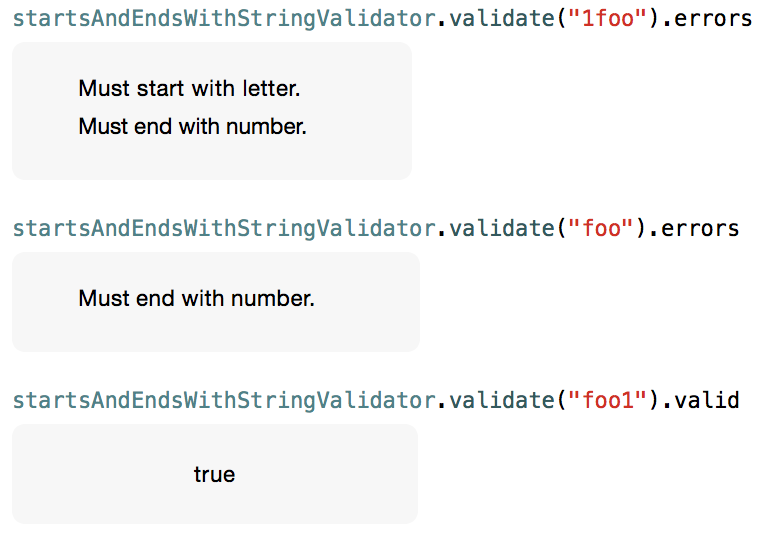 startsAndEndsWithStringValidator.validate("1foo").errors
Must start with letter.
Must end with number.
startsAndEndsWithStringValidator.validate("foo").errors
Must end with number.
startsAndEndsWithStringValidator.validate("foo1").valid
true